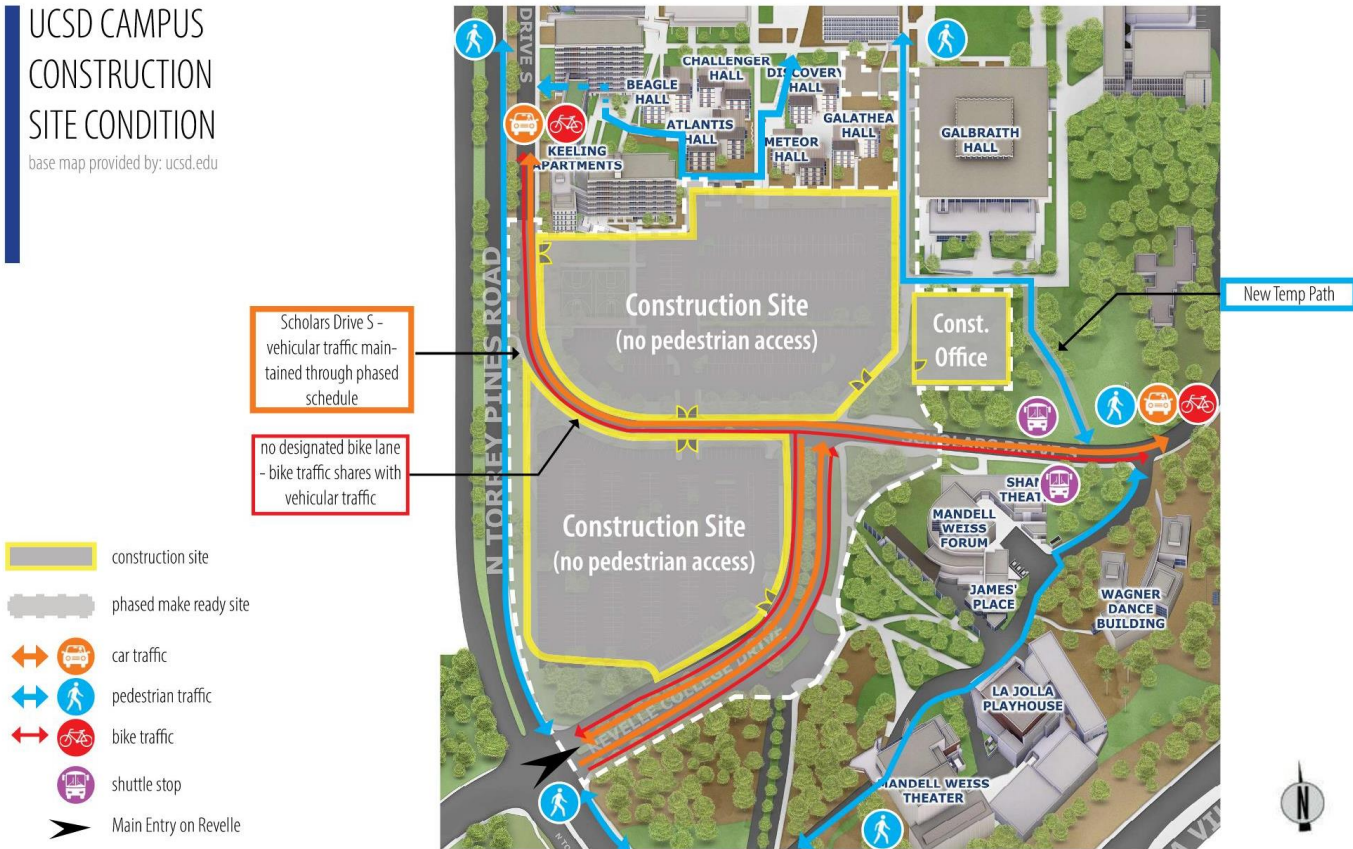 UCSD CAMPUS
CONSTRUCTION
SITE CONDITION
base map provided by: ucsd.edu
DRIVE S
CHALLENGER
HALL
DISCOVERY
HALL
BEAGLE
HALL
ATLANTIS
HALL
GALATHEA
HALL
METEOR
HALL
GALBRAITH
HALL
KEELING
APARTMENTS
N TORREY PINES ROAD
Construction Site
(no pedestrian access)
Const.
Office
New Temp Path
Scholars Drive S -
vehicular traffic main-
tained through phased
schedule
no designated bike lane
- bike traffic shares with
vehicular traffic
SCHOLARS DRIVE
Construction Site
(no pedestrian access)
MANDELL
WEISS
FORUM
JAMES'
PLACE
WAGNER
DANCE
BUILDING
REVELLE COLLEGE DRIVE
LA JOLLA
PLAYHOUSE
MANDELL WEISS
THEATER
construction site
phased make ready site
car traffic
pedestrian traffic
bike traffic
shuttle stop
Main Entry on Revelle
N